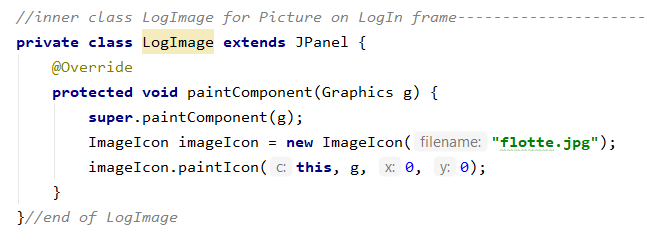 //inner class LogImage for Picture on LogIn frame---------------------
private class LogImage extends JPanel {
@Override
protected void paintComponent(Graphics g) {
super.paintComponent(g);
ImageIcon imageIcon = new ImageIcon( filename: "flotte.jpg");
imageIcon.paintIcon( c: this, g, x: 0, y: 0);
}
}//end of LogImage